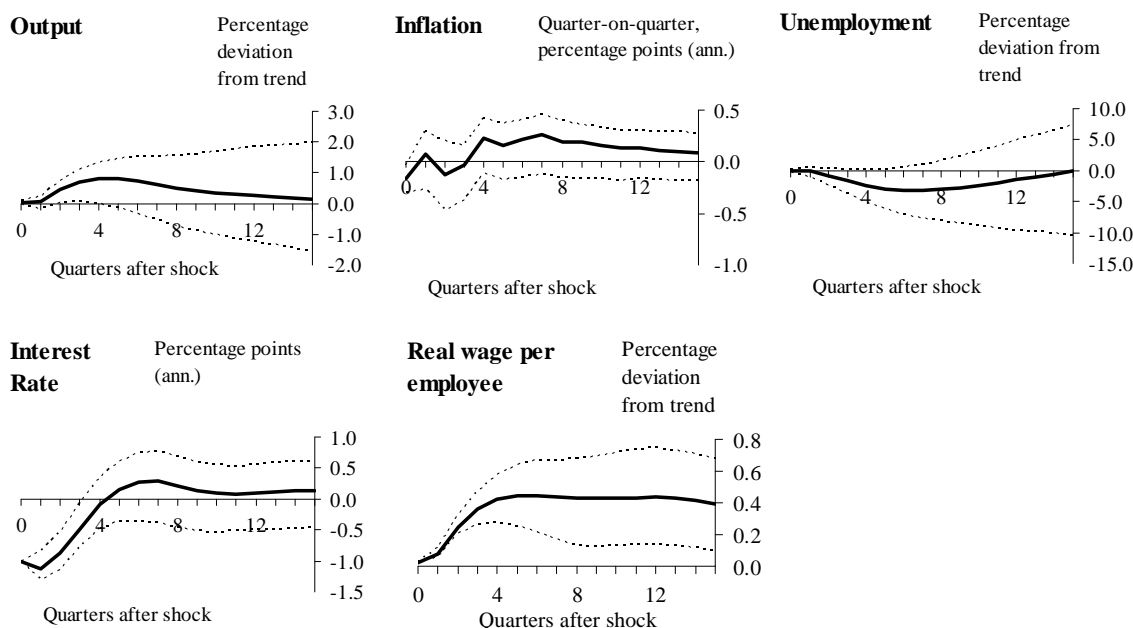 Output
Percentage
deviation
from trend
3.0
2.0
1.0
0.0
-1.0
-2.0
0 4 8 12
Quarters after shock
Inflation
Quarter-on-quarter,
percentage points (ann.)
0.5
0.0
-0.5
-1.0
0 4 8 12
Quarters after shock
Unemployment
Percentage
deviation from
trend
10.0
5.0
0.0
-5.0
-10.0
-15.0
0 4 8 12
Quarters after shock
Interest
Rate
Percentage points
(ann.)
1.0
0.5
0.0
-0.5
-1.0
-1.5
0 4 8 12
Quarters after shock
Real wage per
employee
Percentage
deviation
from trend
0.8
0.6
0.4
0.2
0.0
0 4 8 12
Quarters after shock